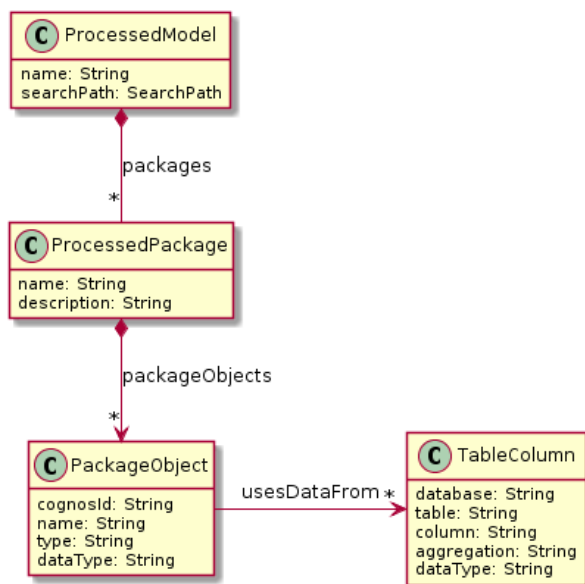 C ProcessedModel
name: String
searchPath: SearchPath
packages
*
C ProcessedPackage
name: String
description: String
packageObjects
*
C PackageObject
cognosId: String
name: String
type: String
dataType: String
usesDataFrom *
C TableColumn
database: String
table: String
column: String
aggregation: String
dataType: String